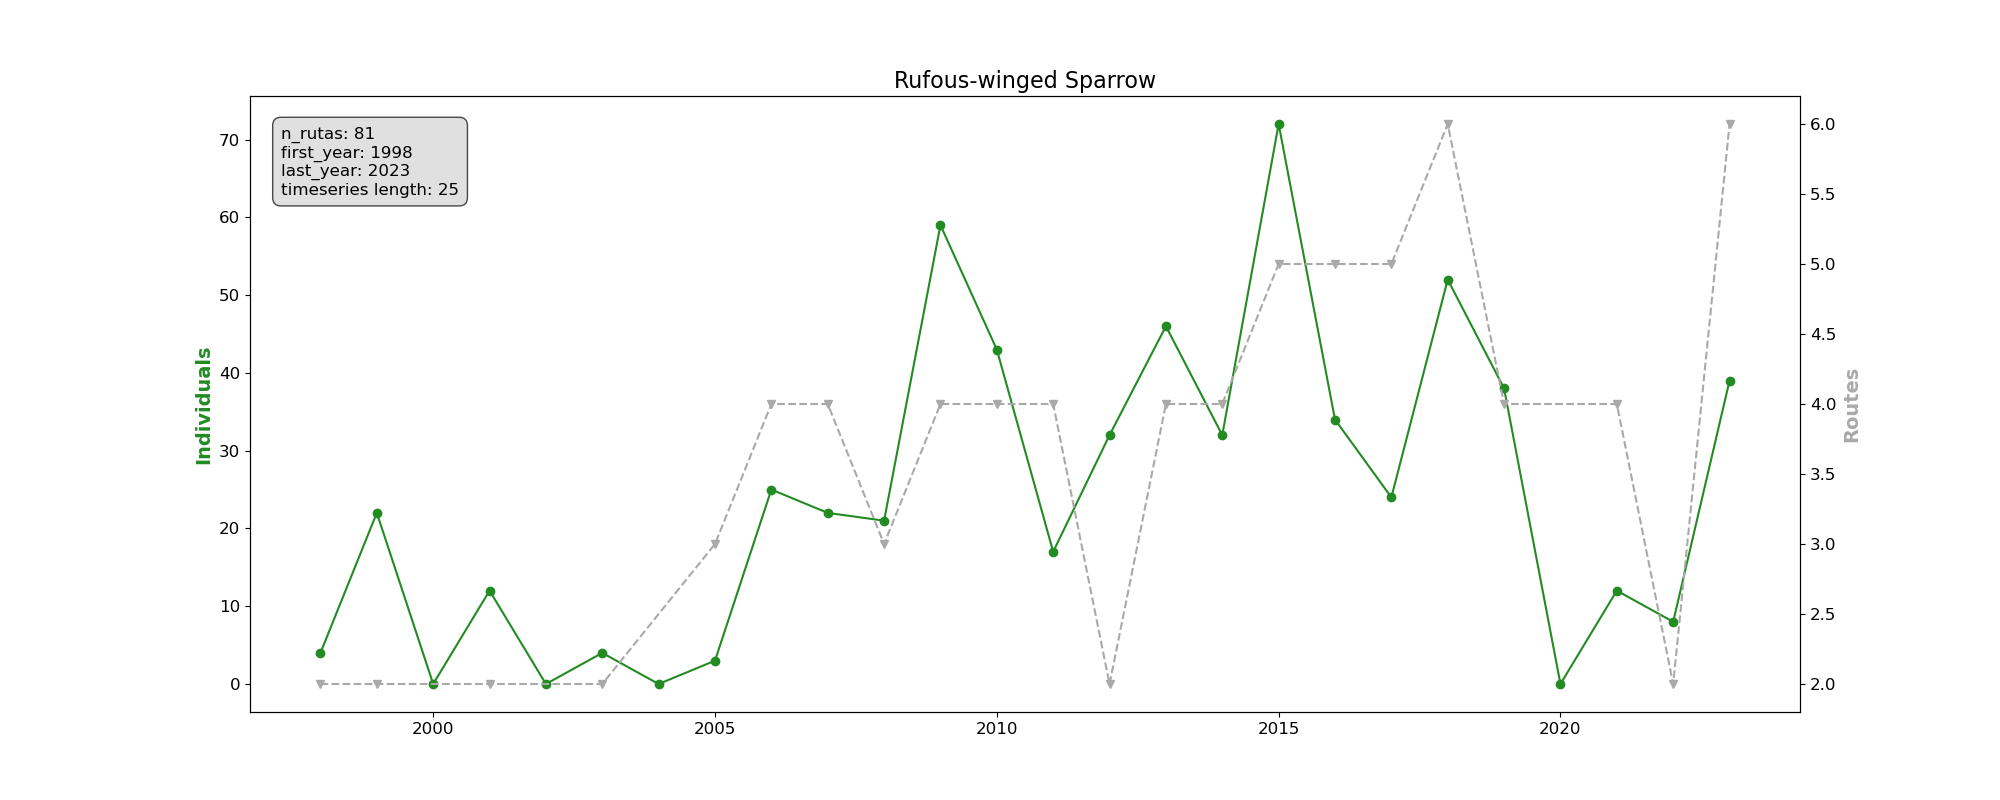 Rufous-winged Sparrow
n_rutas: 81
first_year: 1998
last_year: 2023
timeseries length: 25
Individuals
70
60
50
40
30
20
10
0
6.0
5.5
5.0
4.5
4.0
3.5
3.0
2.5
2.0
Routes
2000 2005 2010 2015 2020